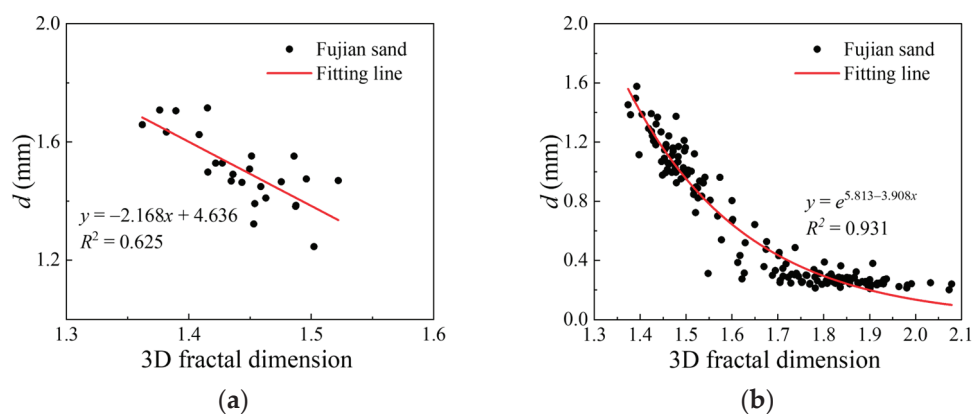 2.0
1.6
1.2
d (mm)
Fujian sand
Fitting line
y = −2.168x + 4.636
R² = 0.625
1.3 1.4 1.5 1.6
3D fractal dimension
(a)
2.0
1.6
1.2
0.8
0.4
0.0
d (mm)
Fujian sand
Fitting line
y = e^5.813–3.908x
R² = 0.931
1.3 1.4 1.5 1.6 1.7 1.8 1.9 2.0 2.1
3D fractal dimension
(b)